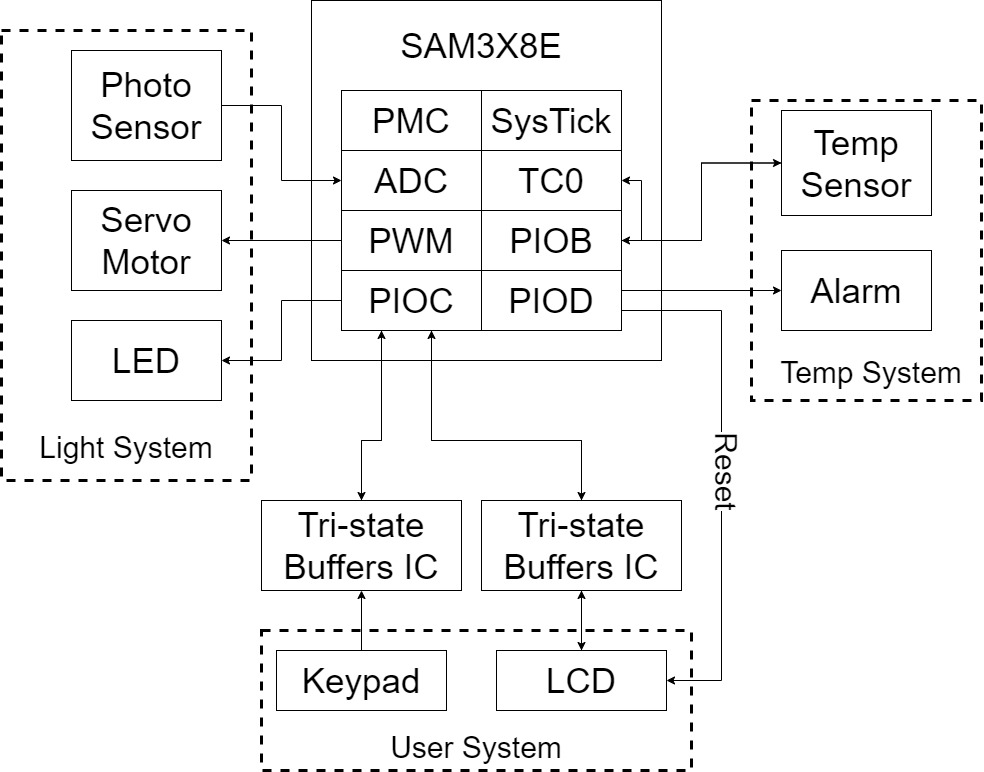 SAM3X8E
Photo
Sensor
Servo
Motor
LED
Light System
PMC
SysTick
ADC
TC0
PWM
PIOB
PIOC
PIOD
Temp
Sensor
Alarm
Temp System
Reset
Tri-state
Buffers IC
Tri-state
Buffers IC
Keypad
LCD
User System